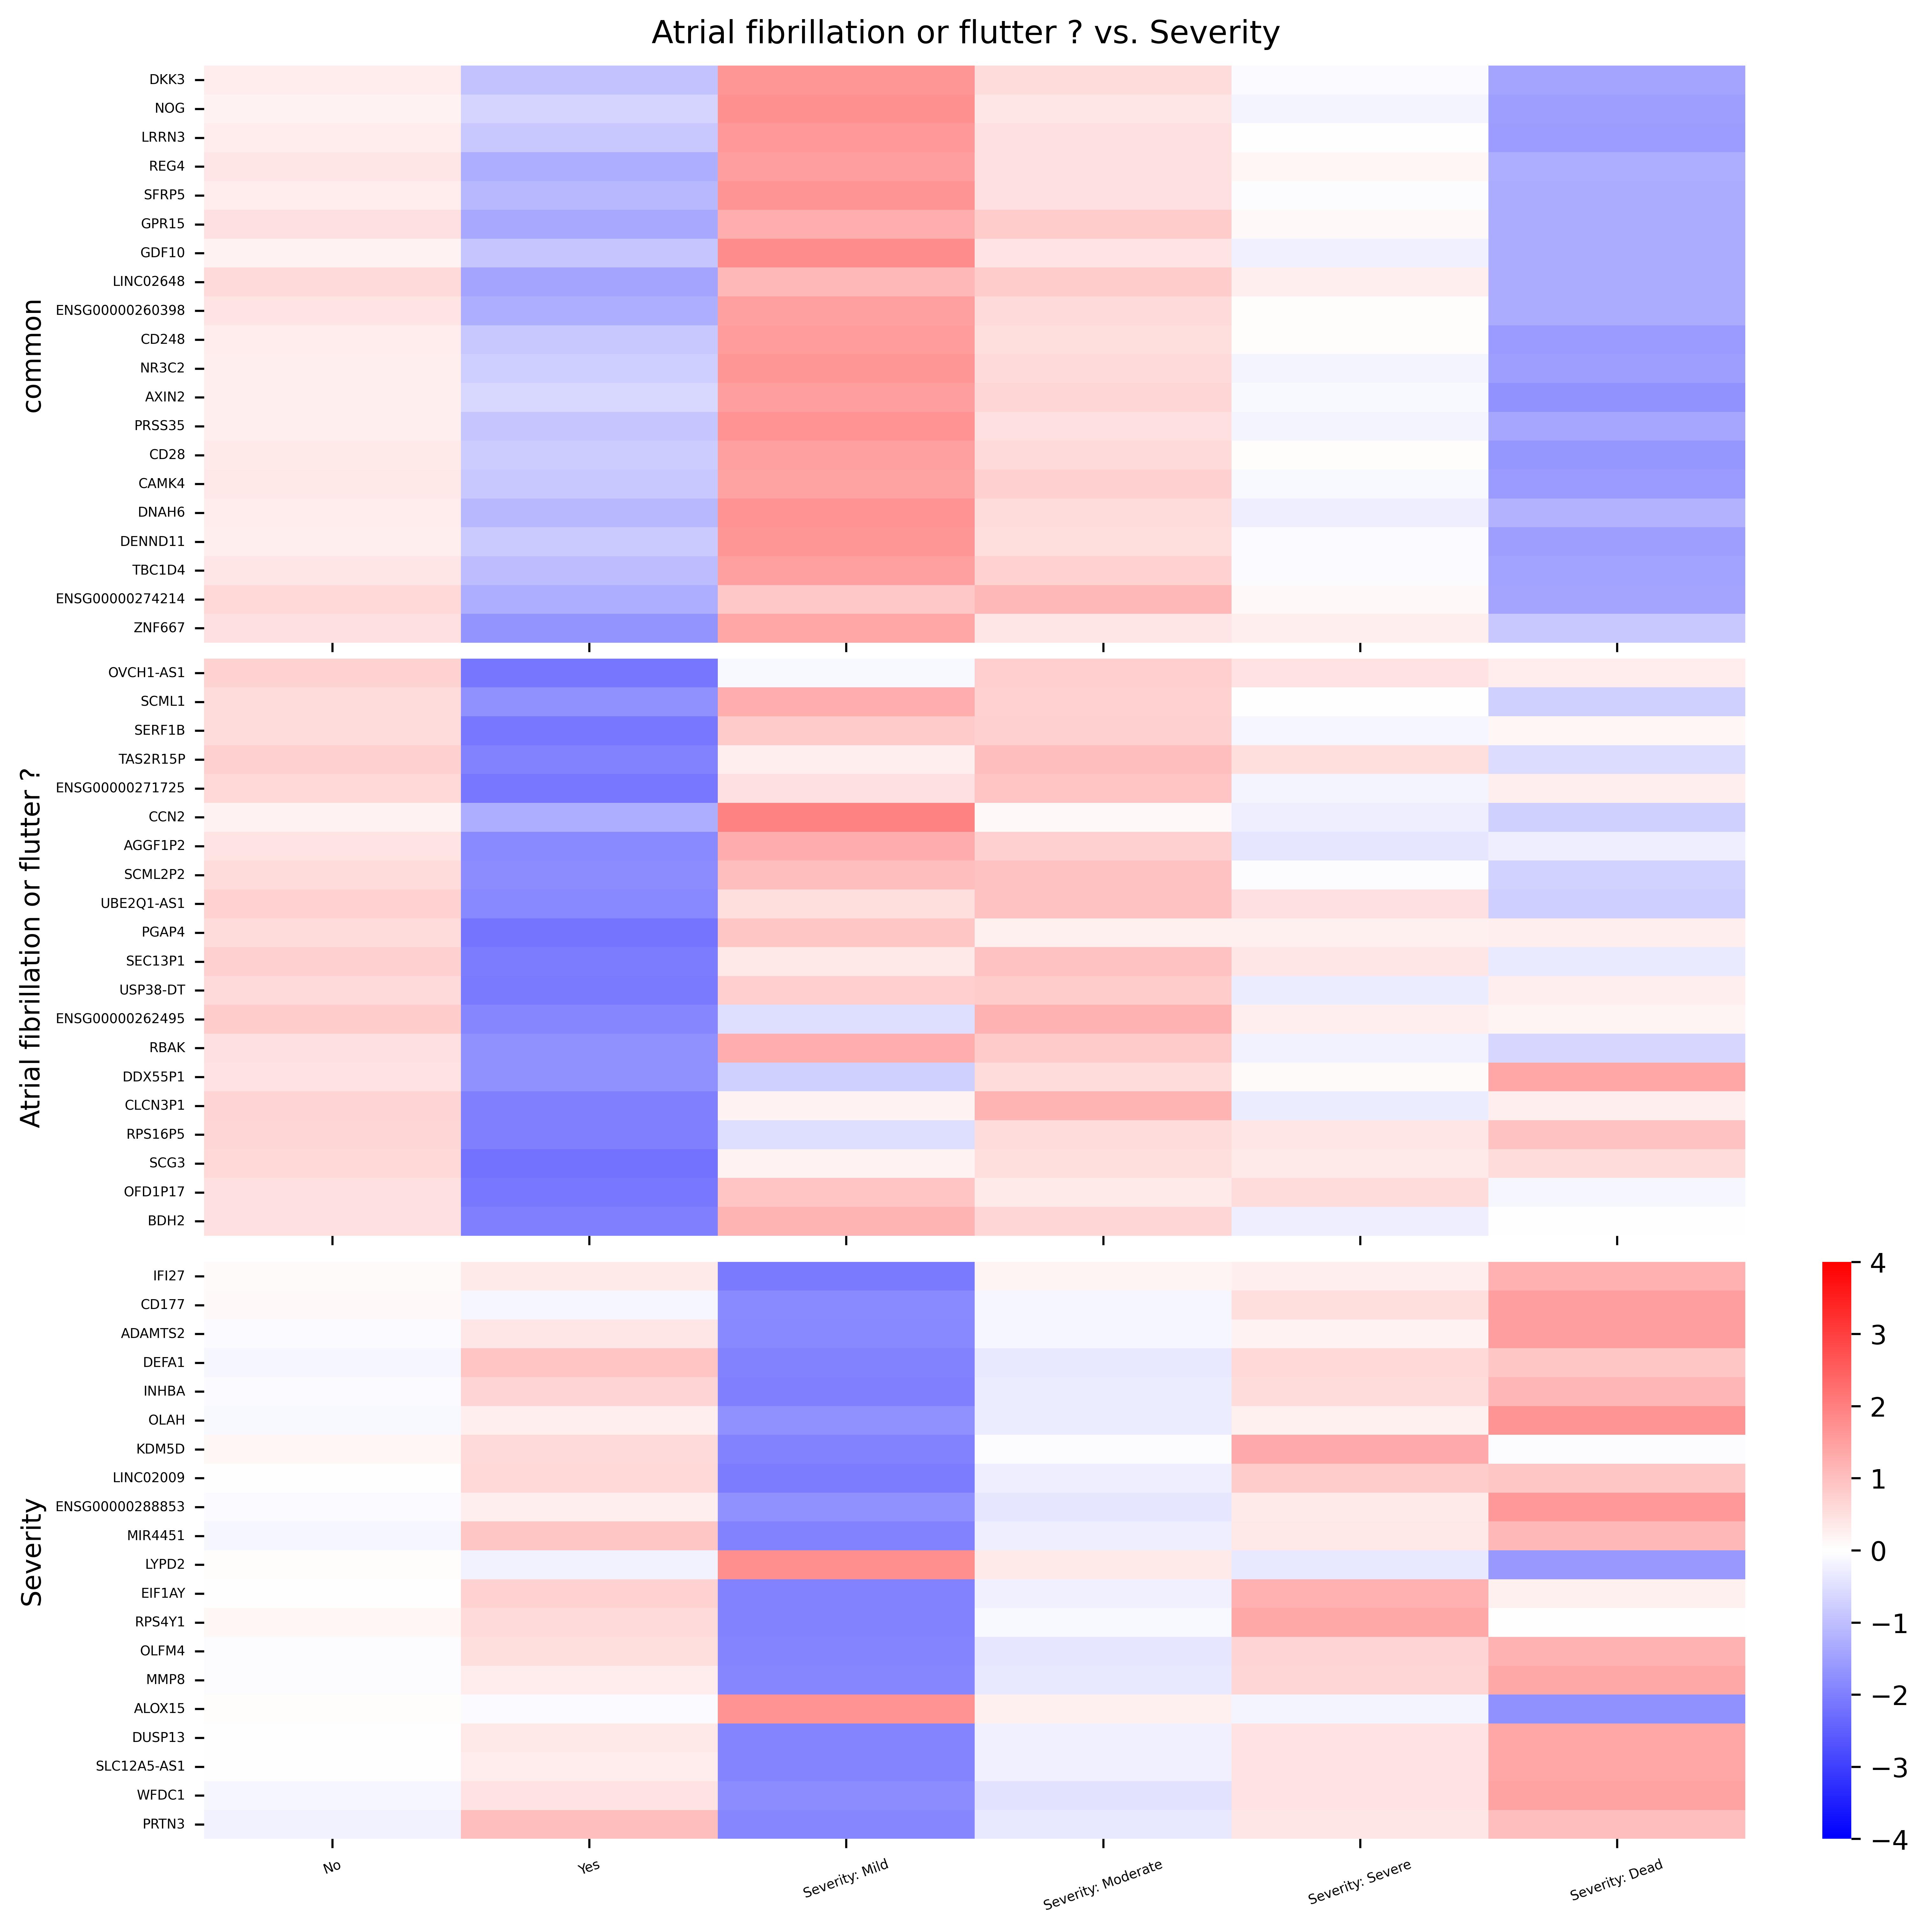 Atrial fibrillation or flutter ? vs. Severity
common
DKK3
NOG
LRRN3
REG4
SFRP5
GPR15
GDF10
LINC02648
ENSG00000260398
CD248
NR3C2
AXIN2
PRSS35
CD28
CAMK4
DNAH6
DENND11
TBC1D4
ENSG00000274214
ZNF667
Atrial fibrillation or flutter ?
OVCH1-AS1
SCML1
SERF1B
TAS2R15P
ENSG00000271725
CCN2
AGGF1P2
SCML2P2
UBE2Q1-AS1
PGAP4
SEC13P1
USP38-DT
ENSG00000262495
RBAK
DDX55P1
CLCN3P1
RPS16P5
SCG3
OFD1P17
BDH2
Severity
IFI27
CD177
ADAMTS2
DEFA1
INHBA
OLAH
KDM5D
LINC02009
ENSG00000288853
MIR4451
LYPD2
EIF1AY
RPS4Y1
OLFM4
MMP8
ALOX15
DUSP13
SLC12A5-AS1
WFDC1
PRTN3
No
Yes
Severity: Mild
Severity: Moderate
Severity: Severe
Severity: Dead
4
3
2
1
0
−1
−2
−3
−4